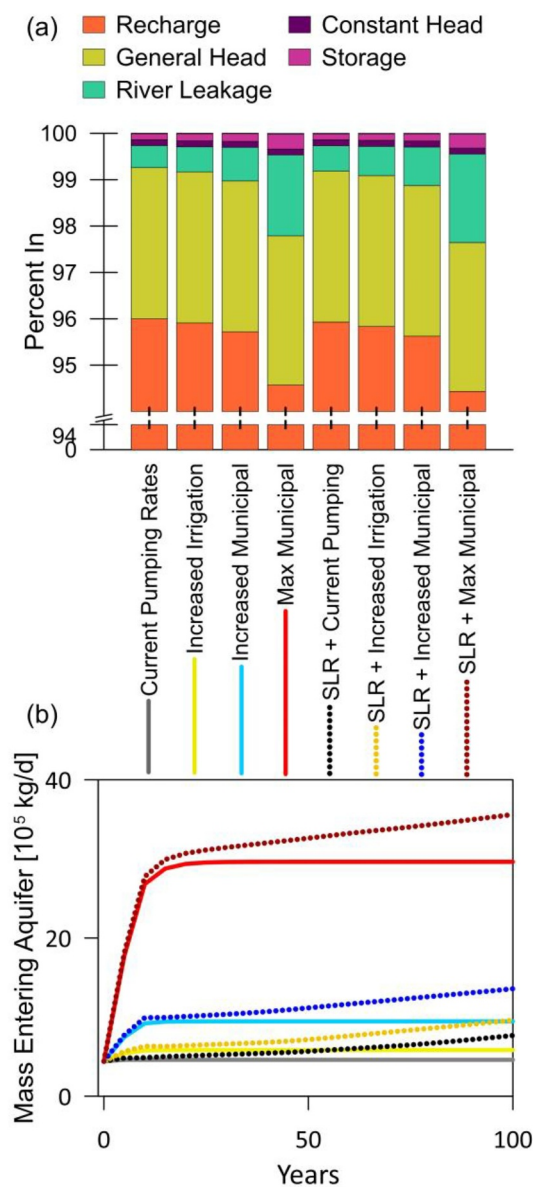 (a)
Recharge
Constant Head
General Head
Storage
River Leakage
Percent In
100
99
98
97
96
95
94
0
Current Pumping Rates
Increased Irrigation
Increased Municipal
Max Municipal
SLR + Current Pumping
SLR + Increased Irrigation
SLR + Increased Municipal
SLR + Max Municipal
(b)
Mass Entering Aquifer [10⁵ kg/d]
40
20
0
0
50
100
Years